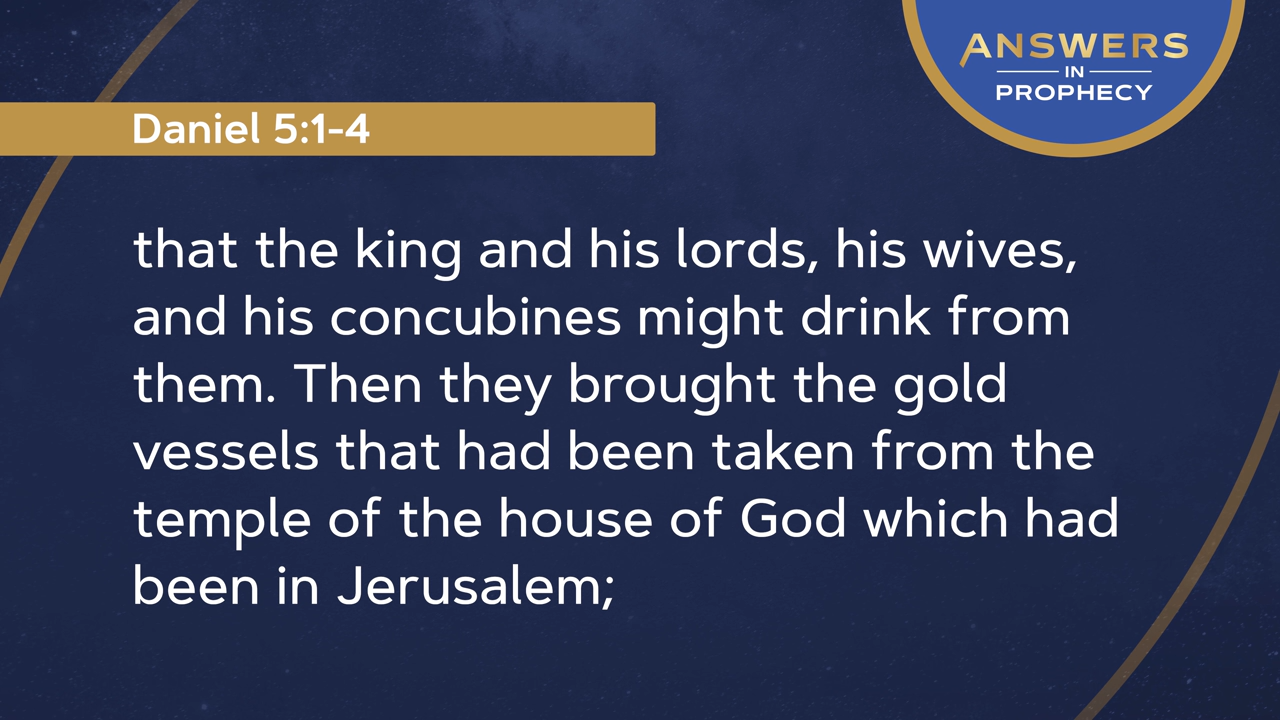 ANSWERS
IN
PROPHECY
Daniel 5:1-4
that the king and his lords, his wives,
and his concubines might drink from
them. Then they brought the gold
vessels that had been taken from the
temple of the house of God which had
been in Jerusalem;